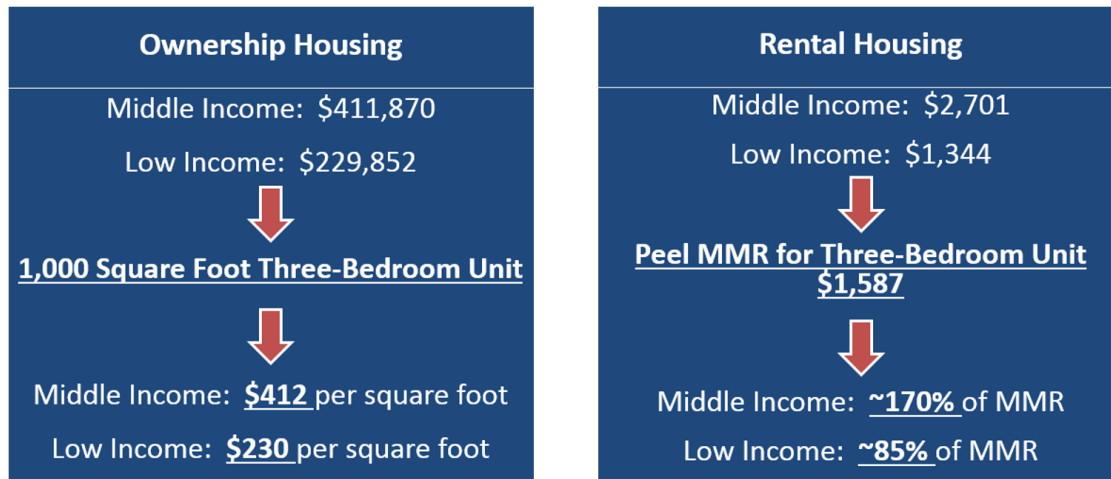 Ownership Housing
Middle Income:  $411,870
Low Income:  $229,852
1,000 Square Foot Three-Bedroom Unit
Middle Income:  $412 per square foot
Low Income:  $230 per square foot
Rental Housing
Middle Income:  $2,701
Low Income:  $1,344
Peel MMR for Three-Bedroom Unit
$1,587
Middle Income:  ~170% of MMR
Low Income:  ~85% of MMR